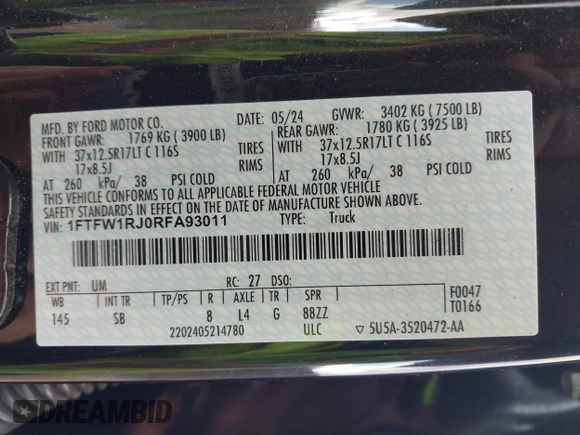 MFD. BY FORD MOTOR CO.
DATE: 05/24 GVWR: 3402 KG ( 7500 LB)
FRONT GAWR: 1769 KG ( 3900 LB) REAR GAWR: 1780 KG ( 3925 LB)
WITH 37x12.5R17LT C 116S TIRES WITH 37x12.5R17LT C 116S TIRES
17x8.5J RIMS 17x8.5J RIMS
AT 260 kPa/ 38 PSI COLD AT 260 kPa/ 38 PSI COLD
THIS VEHICLE CONFORMS TO ALL APPLICABLE FEDERAL MOTOR VEHICLE
SAFETY AND THEFT PREVENTION STANDARDS IN EFFECT ON THE DATE OF MANUFACTURE SHOWN ABOVE.
VIN: 1FTFW1RJ0RFA93011 TYPE: Truck
EXT PNT: UM RC: 27 DSO: F0047
WB INT TR TP/PS R AXLE TR SPR T0166
145 SB 8 L4 G 88ZZ
2202405214780 ULC ▽ 5U5A-3520472-AA
DREAMBID